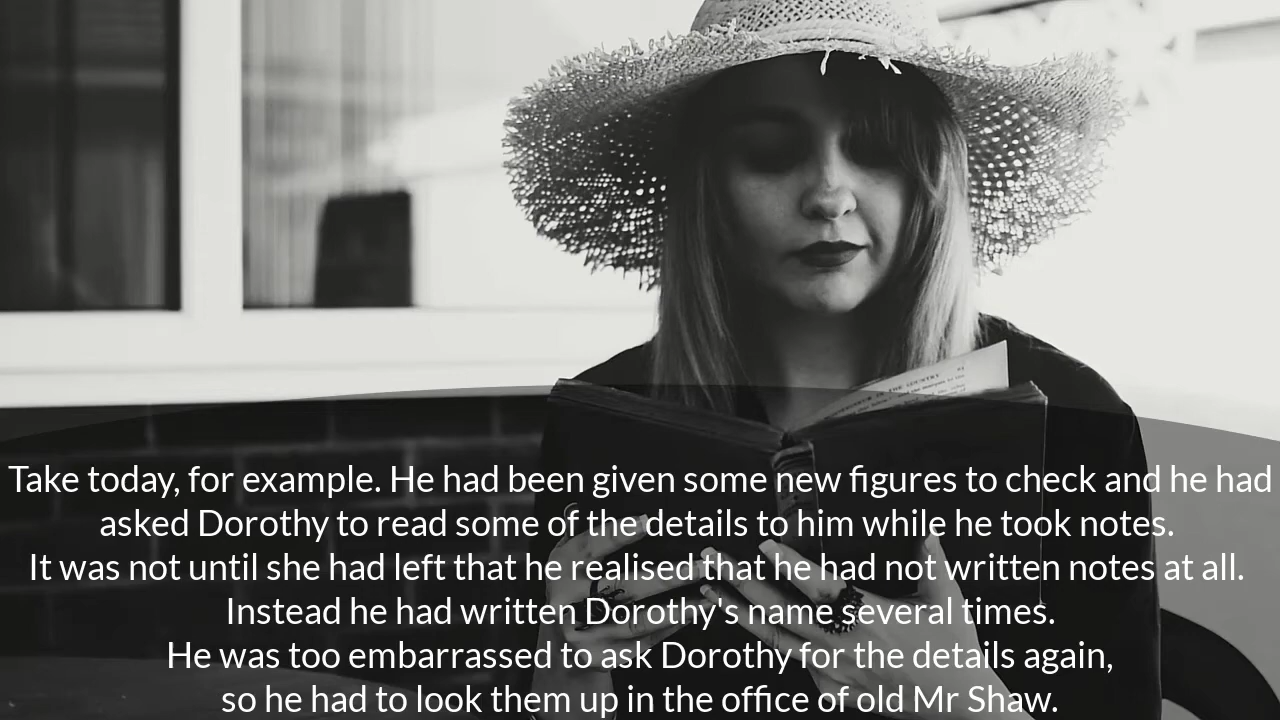 IN THE COUNTRY
Take today, for example. He had been given some new figures to check and he had
asked Dorothy to read some of the details to him while he took notes.
It was not until she had left that he realised that he had not written notes at all.
Instead he had written Dorothy's name several times.
He was too embarrassed to ask Dorothy for the details again,
so he had to look them up in the office of old Mr Shaw.